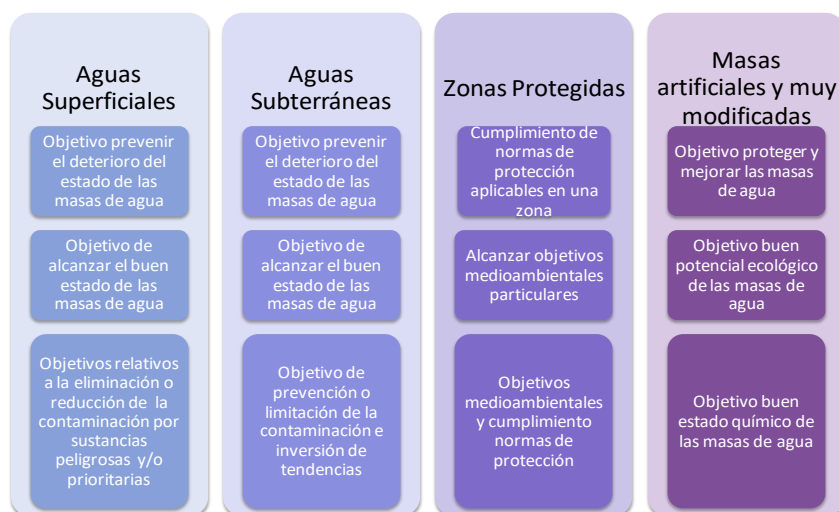 Aguas
Superficiales
Objetivo prevenir
el deterioro del
estado de las
masas de agua
Objetivo de
alcanzar el buen
estado de las
masas de agua
Objetivos relativos
a la eliminación o
reducción de la
contaminación por
sustancias
peligrosas y/o
prioritarias
Aguas
Subterráneas
Objetivo prevenir
el deterioro del
estado de las
masas de agua
Objetivo de
alcanzar el buen
estado de las
masas de agua
Objetivo de
prevención o
limitación de la
contaminación e
inversión de
tendencias
Zonas Protegidas
Cumplimiento de
normas de
protección
aplicables en una
zona
Alcanzar objetivos
medioambientales
particulares
Objetivos
medioambientales
y cumplimiento
normas de
protección
Masas
artificiales y muy
modificadas
Objetivo proteger y
mejorar las masas
de agua
Objetivo buen
potencial ecológico
de las masas de
agua
Objetivo buen
estado químico de
las masas de agua